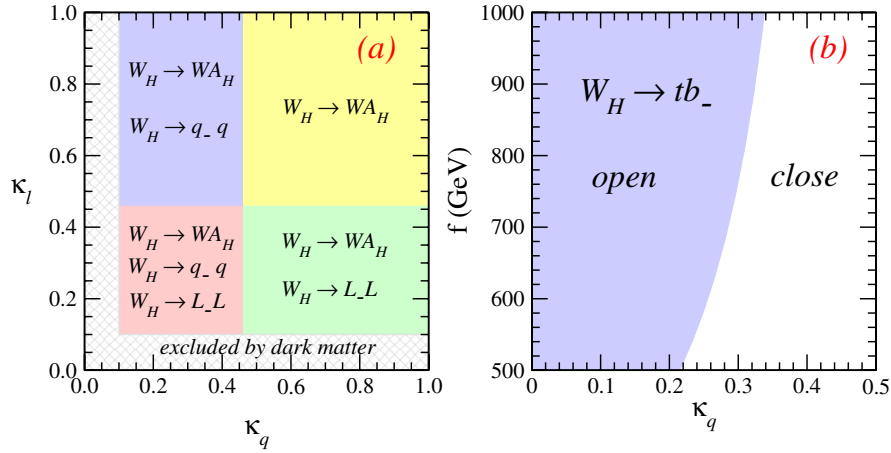 (a)
1.0
0.8
0.6
0.4
0.2
0.0
κ_l
W_H → WA_H
W_H → q_- q
W_H → WA_H
W_H → WA_H
W_H → q_- q
W_H → L_-L
W_H → WA_H
W_H → L_-L
excluded by dark matter
0.0 0.2 0.4 0.6 0.8 1.0
κ_q
(b)
1000
900
800
700
600
500
f (GeV)
W_H → tb_-
open close
0 0.1 0.2 0.3 0.4 0.5
κ_q